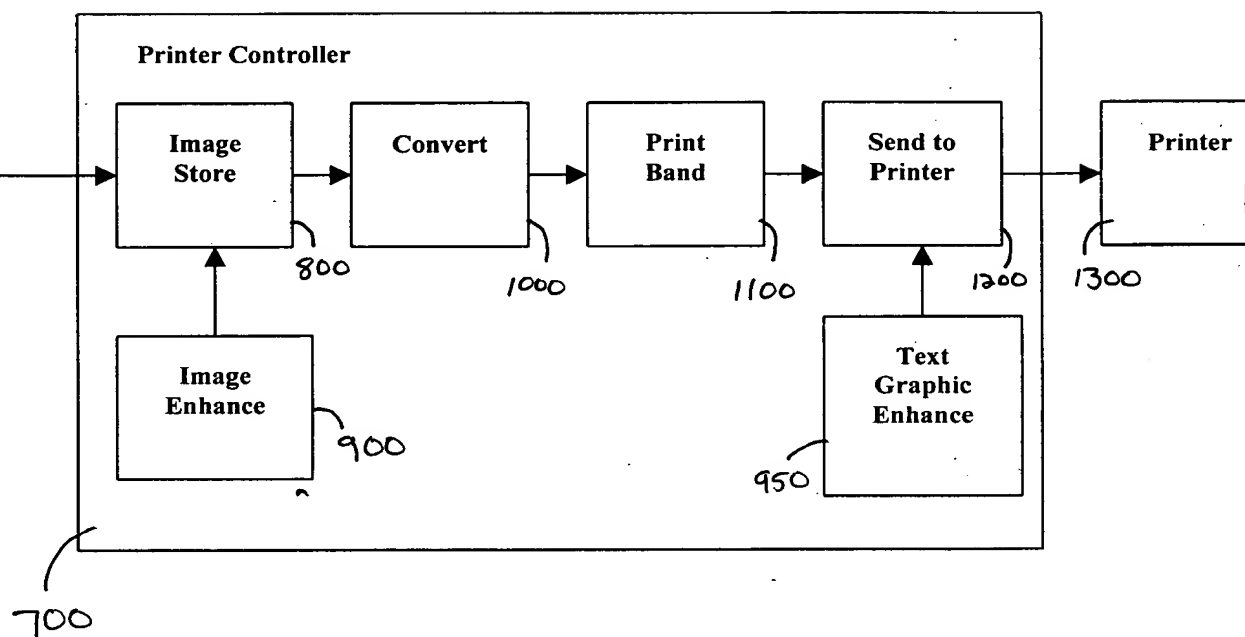 Printer Controller
Image
Store
Convert
Print
Band
Send to
Printer
Printer
800
1000
1100
1200
1300
Image
Enhance
Text
Graphic
Enhance
900
950
700